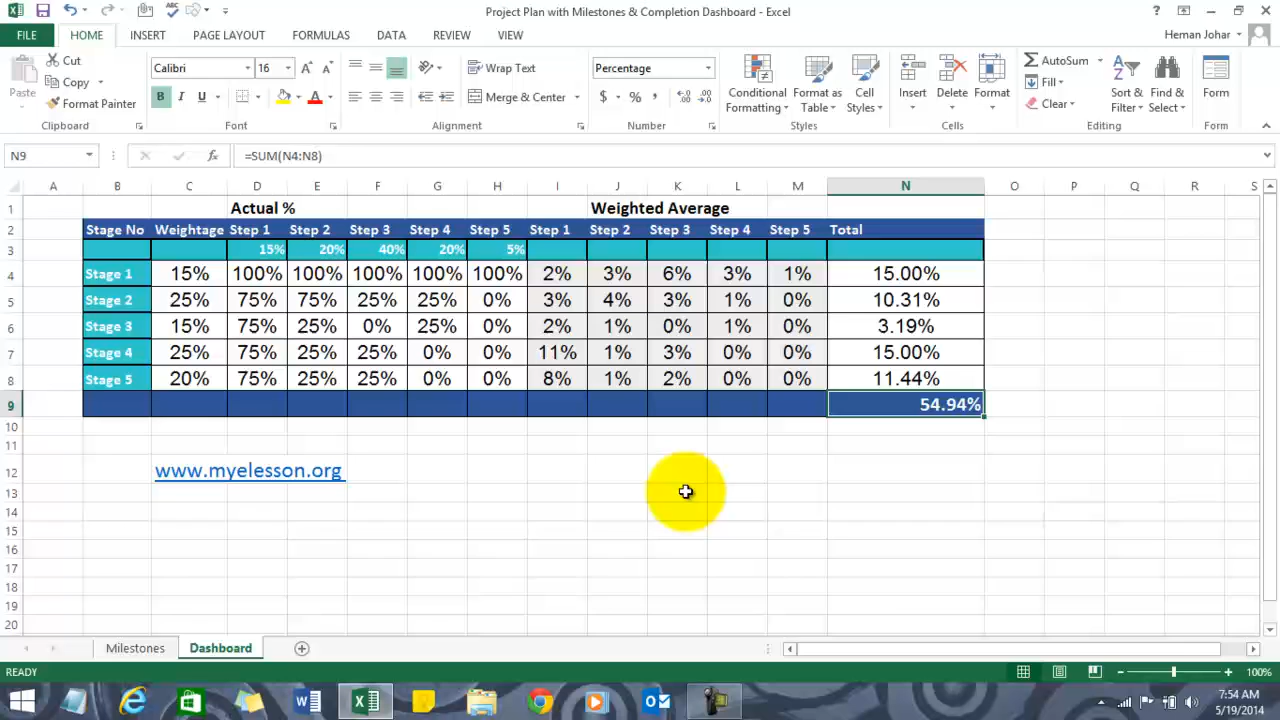 Project Plan with Milestones & Completion Dashboard - Excel
FILE HOME INSERT PAGE LAYOUT FORMULAS DATA REVIEW VIEW Heman Johar
Paste Cut Copy Format Painter Clipboard
Calibri 16 B I U A Font
Wrap Text Merge & Center Alignment
Percentage $ % , Number
Conditional Formatting Format as Table Cell Styles Styles
Insert Delete Format Cells
AutoSum Fill Clear Sort & Filter Find & Select Editing
Form Form
N9 fx =SUM(N4:N8)
A B C D E F G H I J K L M N O P Q R S
1 Actual % Weighted Average
2 Stage No Weightage Step 1 Step 2 Step 3 Step 4 Step 5 Step 1 Step 2 Step 3 Step 4 Step 5 Total
3 15% 20% 40% 20% 5%
4 Stage 1 15% 100% 100% 100% 100% 100% 2% 3% 6% 3% 1% 15.00%
5 Stage 2 25% 75% 75% 25% 25% 0% 3% 4% 3% 1% 0% 10.31%
6 Stage 3 15% 75% 25% 0% 25% 0% 2% 1% 0% 1% 0% 3.19%
7 Stage 4 25% 75% 25% 25% 0% 0% 11% 1% 3% 0% 0% 15.00%
8 Stage 5 20% 75% 25% 25% 0% 0% 8% 1% 2% 0% 0% 11.44%
9 54.94%
10
11
12 www.myelesson.org
13
14
15
16
17
18
19
20
Milestones Dashboard
READY 100%
7:54 AM
5/19/2014